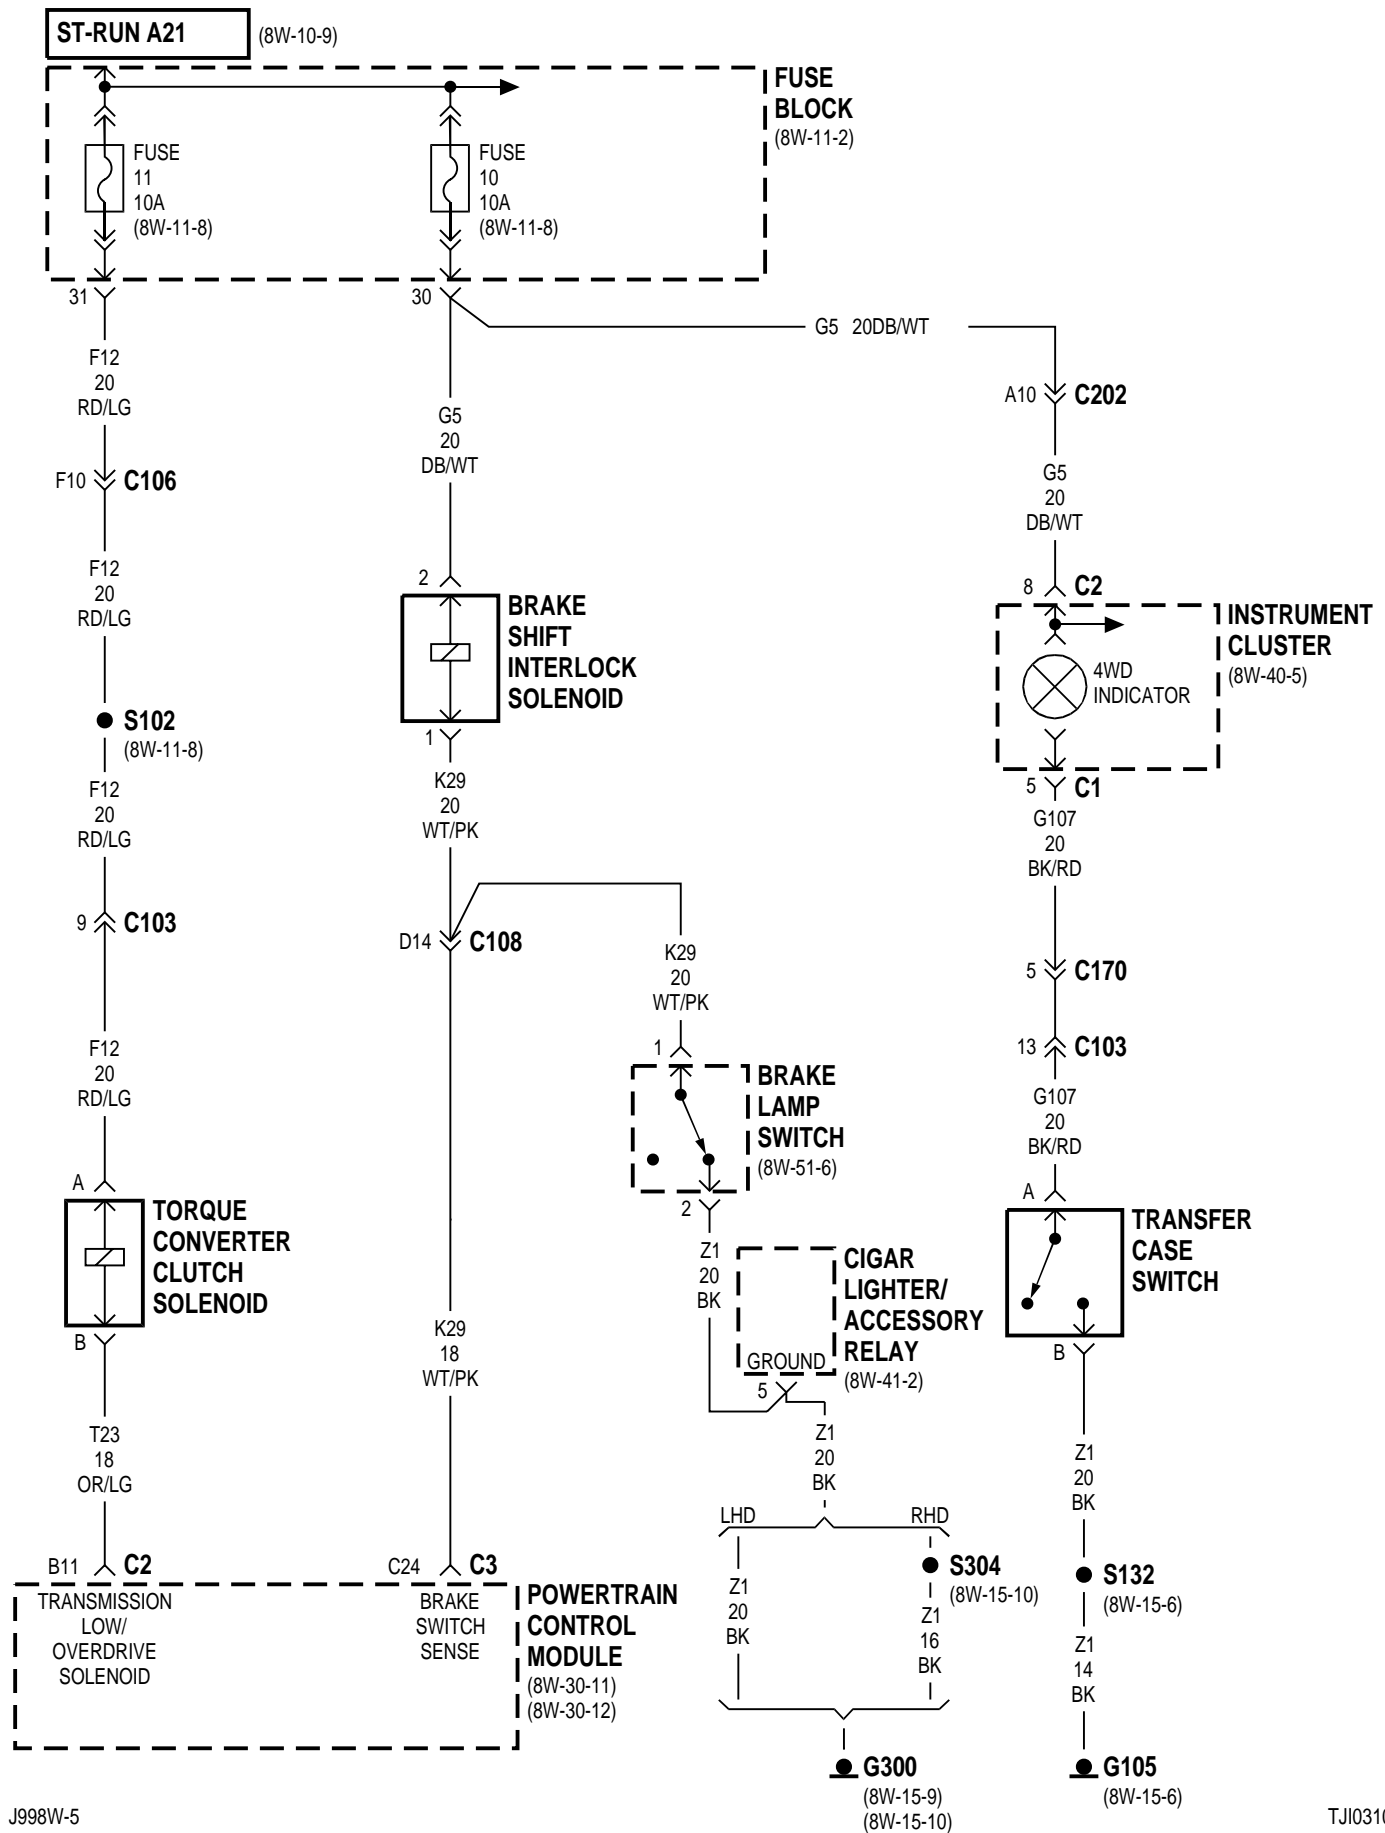 ST-RUN A21
(8W-10-9)
FUSE
BLOCK
(8W-11-2)
FUSE
11
10A
(8W-11-8)
FUSE
10
10A
(8W-11-8)
31
30
G5 20DB/WT
F12
20
RD/LG
G5
20
DB/WT
A10
C202
F10
C106
G5
20
DB/WT
F12
20
RD/LG
2
BRAKE
SHIFT
INTERLOCK
SOLENOID
1
8
C2
INSTRUMENT
CLUSTER
(8W-40-5)
4WD
INDICATOR
5
C1
S102
(8W-11-8)
F12
20
RD/LG
K29
20
WT/PK
G107
20
BK/RD
9
C103
D14
C108
K29
20
WT/PK
5
C170
13
C103
F12
20
RD/LG
1
BRAKE
LAMP
SWITCH
(8W-51-6)
2
G107
20
BK/RD
A
TORQUE
CONVERTER
CLUTCH
SOLENOID
B
A
TRANSFER
CASE
SWITCH
B
Z1
20
BK
CIGAR
LIGHTER/
ACCESSORY
RELAY
(8W-41-2)
GROUND
5
K29
18
WT/PK
T23
18
OR/LG
Z1
20
BK
Z1
20
BK
LHD
RHD
B11
C2
C24
C3
S304
(8W-15-10)
S132
(8W-15-6)
TRANSMISSION
LOW/
OVERDRIVE
SOLENOID
BRAKE
SWITCH
SENSE
POWERTRAIN
CONTROL
MODULE
(8W-30-11)
(8W-30-12)
Z1
20
BK
Z1
16
BK
Z1
14
BK
G300
(8W-15-9)
(8W-15-10)
G105
(8W-15-6)
J998W-5